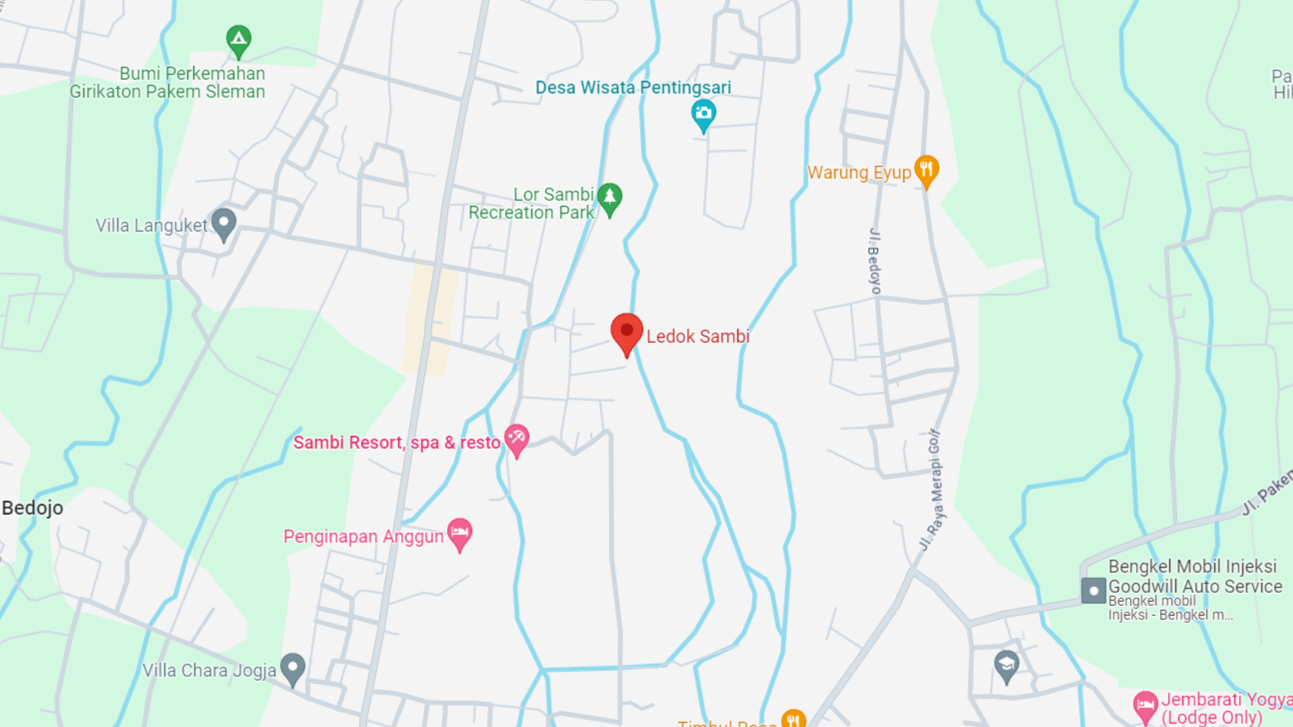 Bumi Perkemahan
Girikaton Pakem Sleman
Desa Wisata Pentingsari
Warung Eyup
Lor Sambi
Recreation Park
Villa Languket
Jl. Bedoyo
Ledok Sambi
Sambi Resort, spa & resto
Bedojo
Penginapan Anggun
Jl. Raya Merapi Golf
Jl. Pakem
Bengkel Mobil Injeksi
Goodwill Auto Service
Bengkel mobil
Injeksi - Bengkel m...
Villa Chara Jogja
Jembarati Yogya
(Lodge Only)